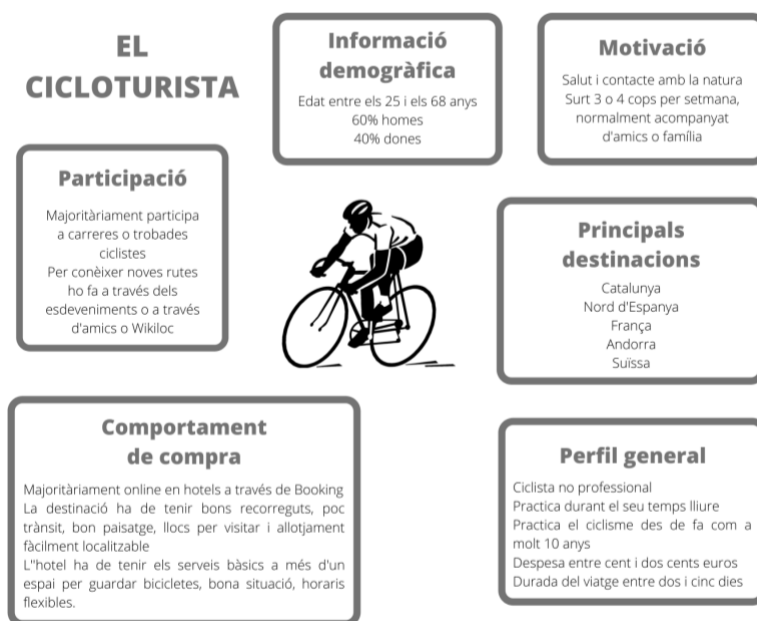 EL
CICLOTURISTA
Informació
demogràfica
Edat entre els 25 i els 68 anys
60% homes
40% dones
Motivació
Salut i contacte amb la natura
Surt 3 o 4 cops per setmana,
normalment acompanyat
d'amics o família
Participació
Majoritàriament participa
a carreres o trobades
ciclistes
Per conèixer noves rutes
ho fa a través dels
esdeveniments o a través
d'amics o Wikiloc
Principals
destinacions
Catalunya
Nord d'Espanya
França
Andorra
Suïssa
Comportament
de compra
Majoritàriament online en hotels a través de Booking
La destinació ha de tenir bons recorreguts, poc
trànsit, bon paisatge, llocs per visitar i allotjament
fàcilment localitzable
L''hotel ha de tenir els serveis bàsics a més d'un
espai per guardar bicicletes, bona situació, horaris
flexibles.
Perfil general
Ciclista no professional
Practica durant el seu temps lliure
Practica el ciclisme des de fa com a
molt 10 anys
Despesa entre cent i dos cents euros
Durada del viatge entre dos i cinc dies